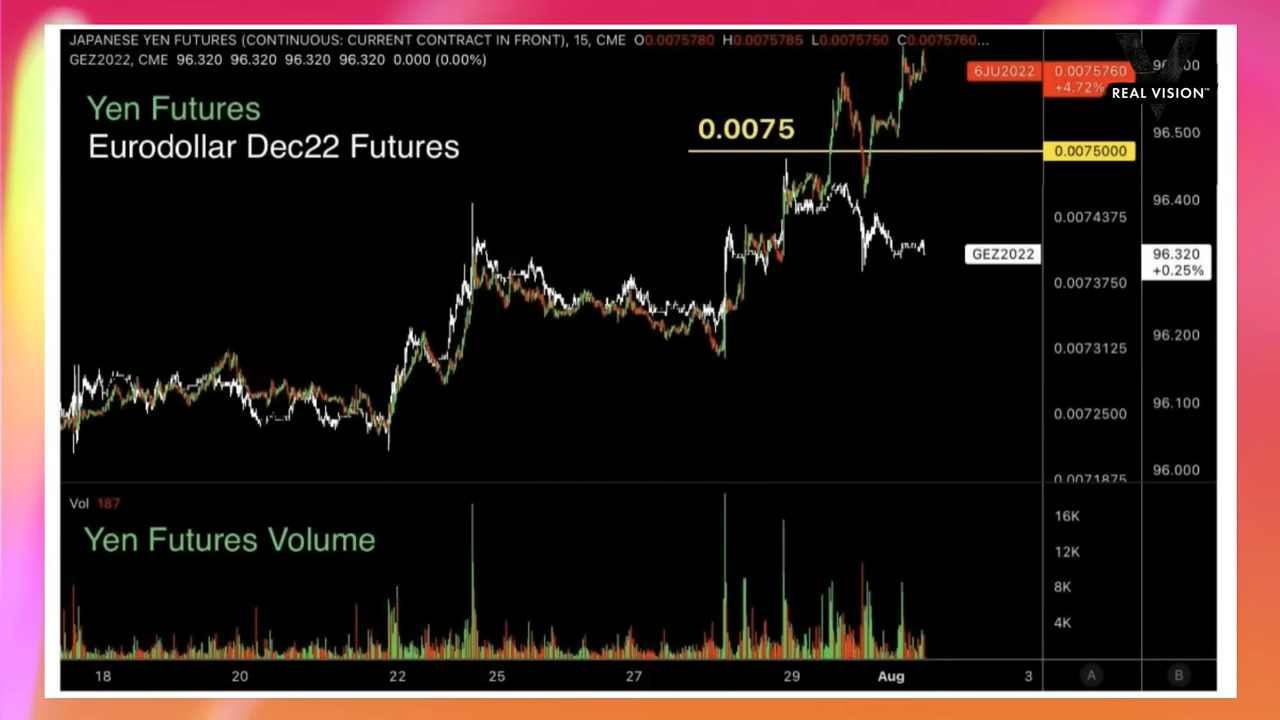 JAPANESE YEN FUTURES (CONTINUOUS: CURRENT CONTRACT IN FRONT), 15, CME O0.0075780 H0.0075785 L0.0075750 C0.0075760...
GEZ2022, CME 96.320 96.320 96.320 96.320 0.000 (0.00%)
Yen Futures
Eurodollar Dec22 Futures
0.0075
6JU2022
0.0075760
+4.72%
REAL VISION™
96.500
0.0075000
96.400
0.0074375
GEZ2022
96.320
+0.25%
0.0073750
0.0073125
96.200
96.100
0.0072500
96.000
0.0071875
Vol 187
Yen Futures Volume
16K
12K
8K
4K
18 20 22 25 27 29 Aug 3 A B